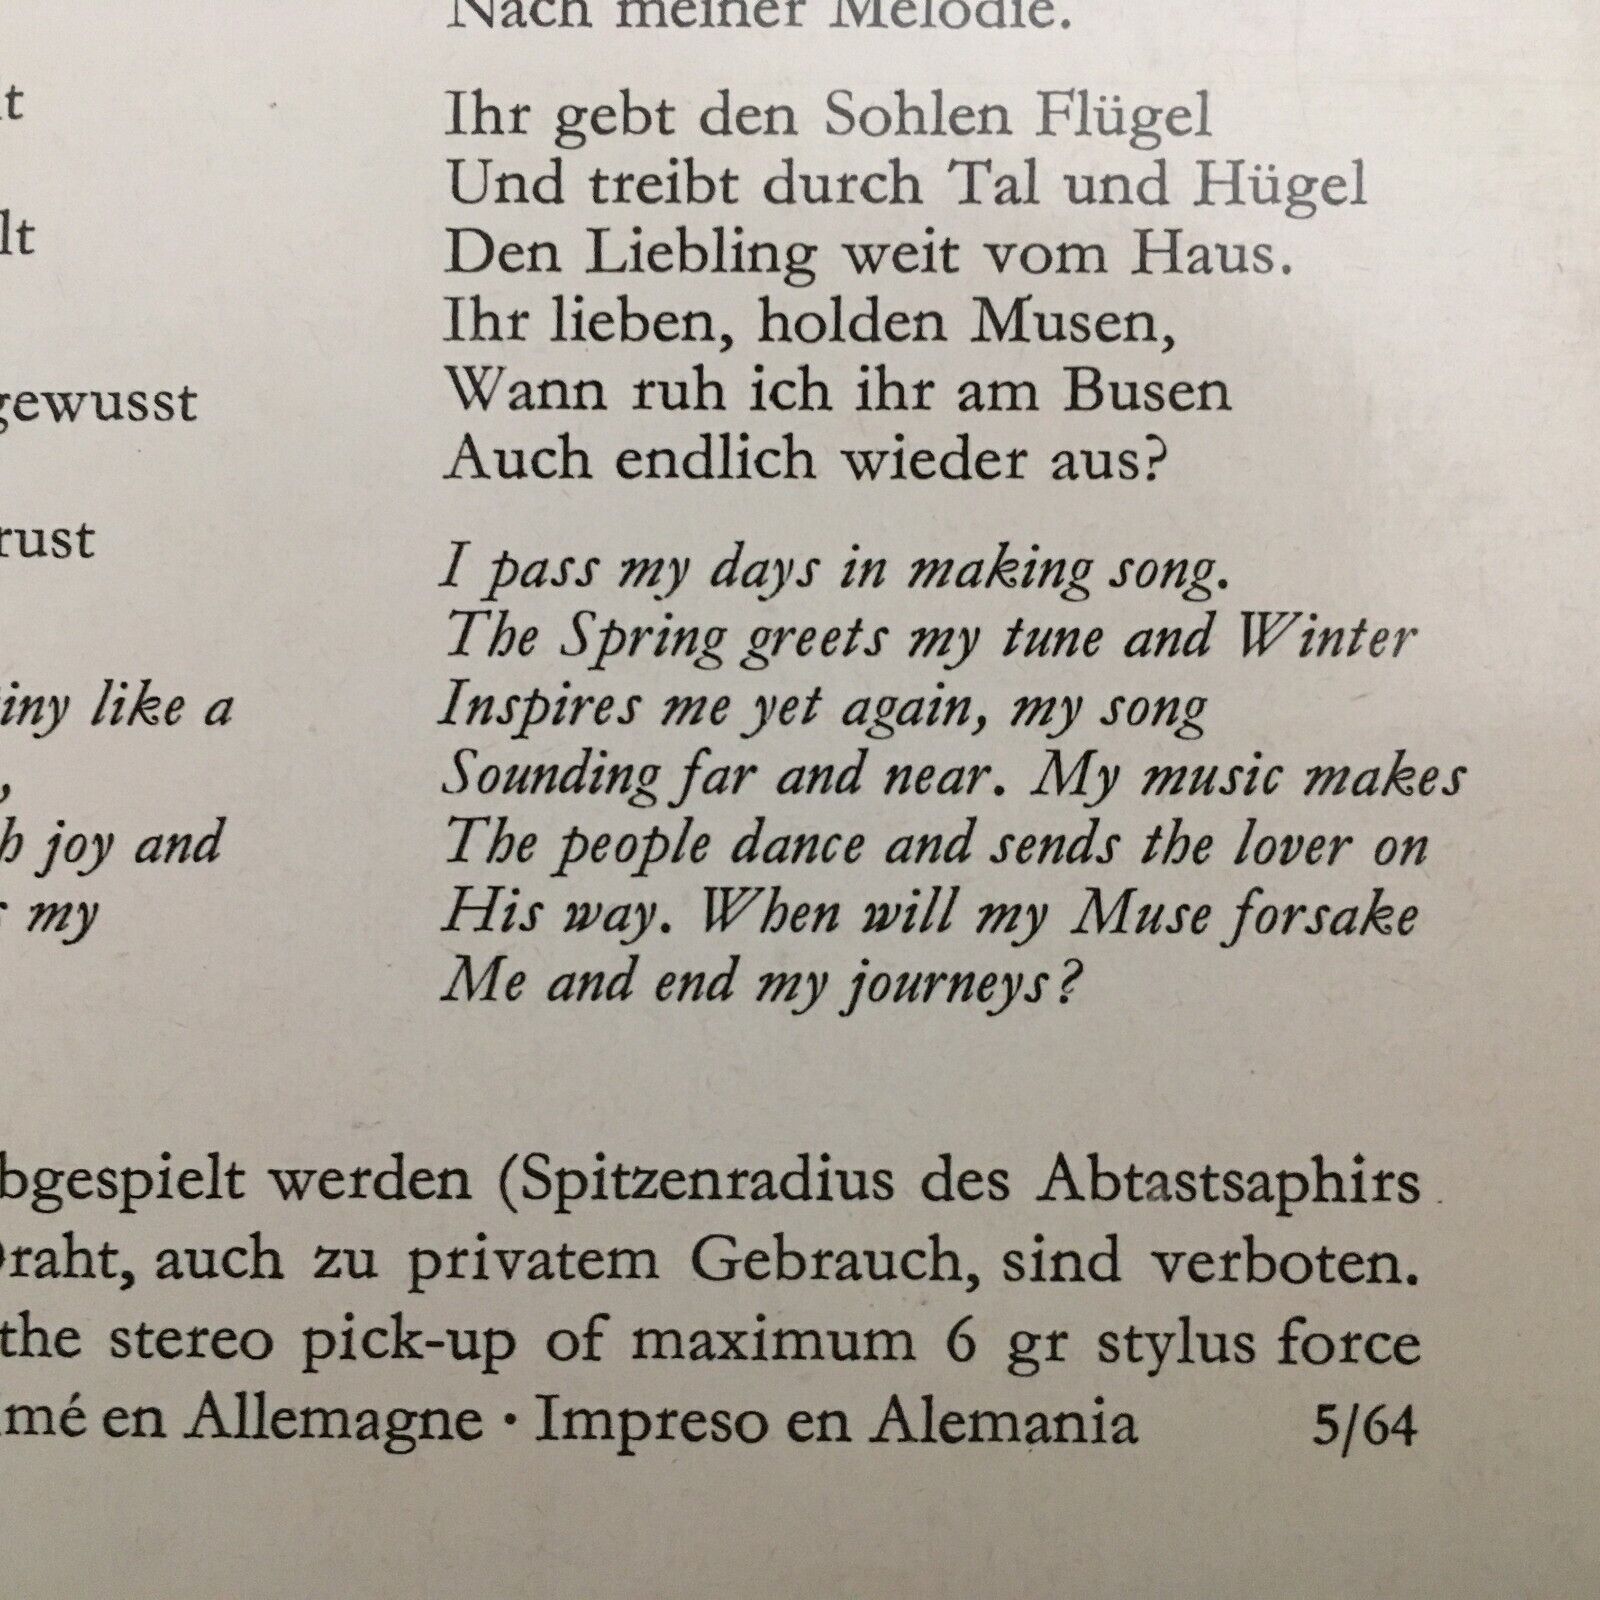 Nach meiner Melodie.
Ihr gebt den Sohlen Flügel
Und treibt durch Tal und Hügel
Den Liebling weit vom Haus.
Ihr lieben, holden Musen,
Wann ruh ich ihr am Busen
Auch endlich wieder aus?
I pass my days in making song.
The Spring greets my tune and Winter
Inspires me yet again, my song
Sounding far and near. My music makes
The people dance and sends the lover on
His way. When will my Muse forsake
Me and end my journeys?
gewusst
like a
joy and
my
werden (Spitzenradius des Abtastsaphirs
Draht, auch zu privatem Gebrauch, sind verboten.
the stereo pick-up of maximum 6 gr stylus force
en Allemagne · Impreso en Alemania 5/64